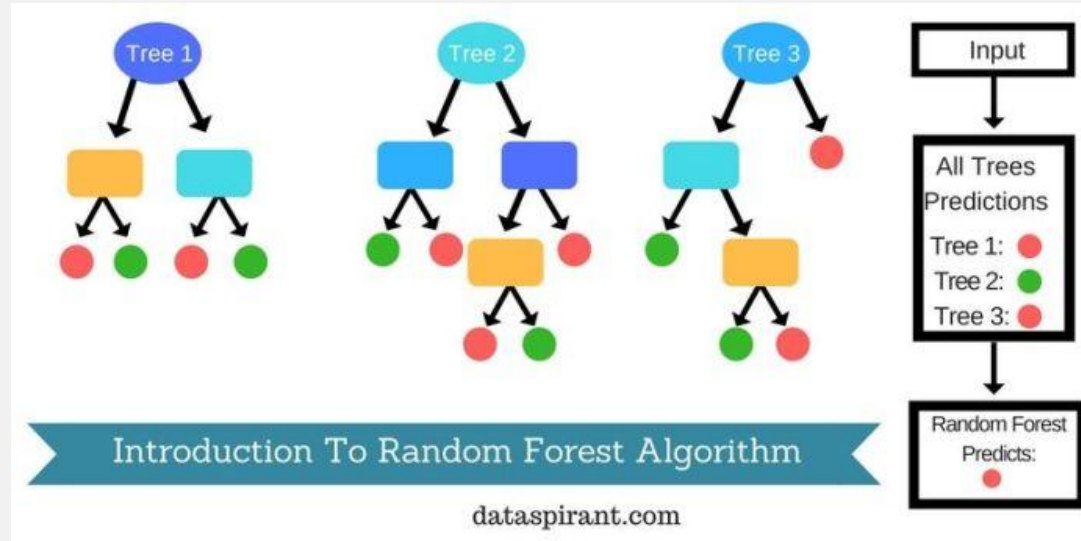 Tree 1
Tree 2
Tree 3
Input
All Trees
Predictions
Tree 1:
Tree 2:
Tree 3:
Random Forest
Predicts:
Introduction To Random Forest Algorithm
dataspirant.com